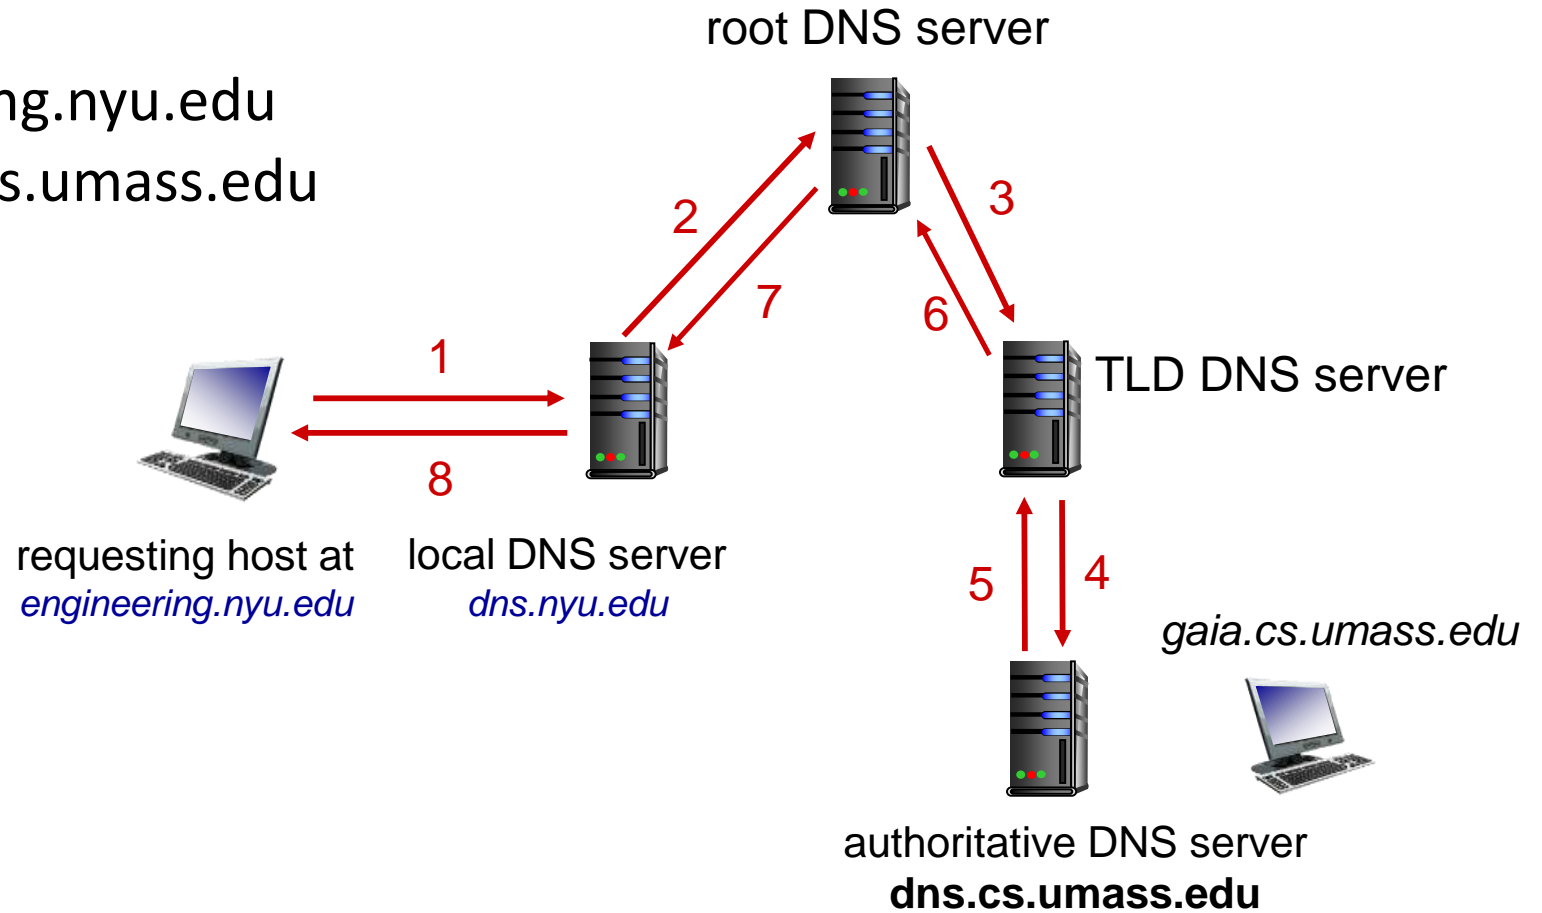 root DNS server
ng.nyu.edu
s.umass.edu
2
3
7
6
1
TLD DNS server
8
requesting host at
engineering.nyu.edu
local DNS server
dns.nyu.edu
5
4
gaia.cs.umass.edu
authoritative DNS server
dns.cs.umass.edu